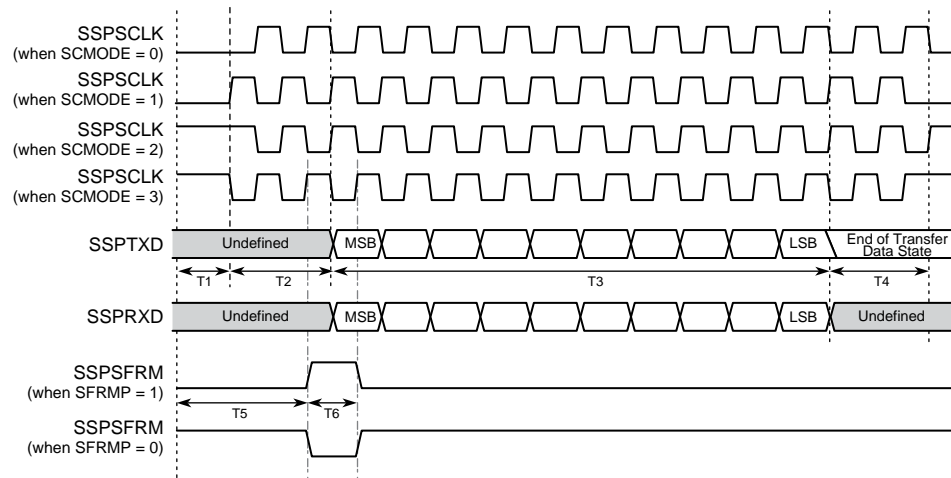 SSPSCLK
(when SCMODE = 0)
SSPSCLK
(when SCMODE = 1)
SSPSCLK
(when SCMODE = 2)
SSPSCLK
(when SCMODE = 3)
SSPTXD
Undefined
MSB
LSB
End of Transfer
Data State
T1
T2
T3
T4
SSPRXD
Undefined
MSB
LSB
Undefined
SSPSFRM
(when SFRMP = 1)
T5
T6
SSPSFRM
(when SFRMP = 0)